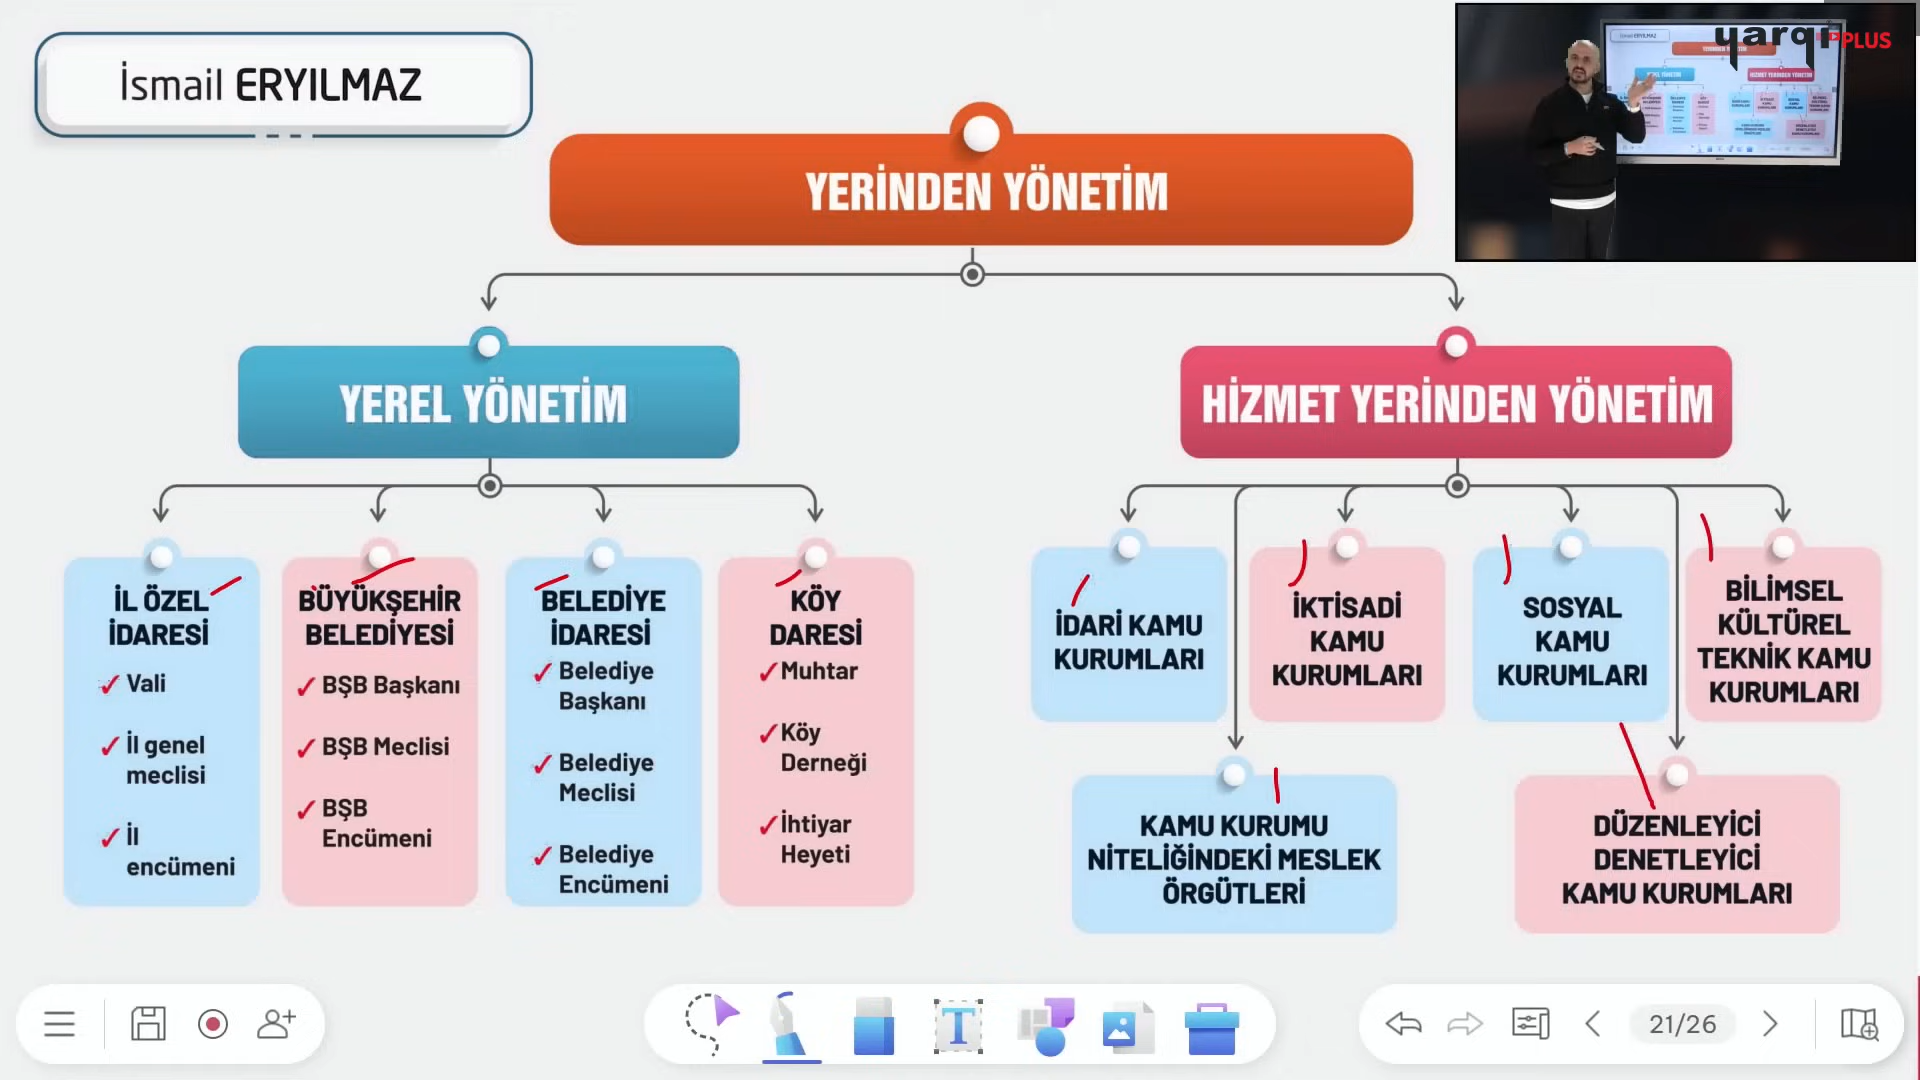 İsmail ERYILMAZ
yarqı PLUS
YERİNDEN YÖNETİM
YEREL YÖNETİM
HİZMET YERİNDEN YÖNETİM
İL ÖZEL
İDARESİ
✓ Vali
✓ İl genel
meclisi
✓ İl
encümeni
BÜYÜKŞEHİR
BELEDİYESİ
✓ BŞB Başkanı
✓ BŞB Meclisi
✓ BŞB
Encümeni
BELEDİYE
İDARESİ
✓ Belediye
Başkanı
✓ Belediye
Meclisi
✓ Belediye
Encümeni
KÖY
DARESİ
✓ Muhtar
✓ Köy
Derneği
✓ İhtiyar
Heyeti
İDARİ KAMU
KURUMLARI
İKTİSADİ
KAMU
KURUMLARI
SOSYAL
KAMU
KURUMLARI
BİLİMSEL
KÜLTÜREL
TEKNİK KAMU
KURUMLARI
KAMU KURUMU
NİTELİĞİNDEKİ MESLEK
ÖRGÜTLERİ
DÜZENLEYİCİ
DENETLEYİCİ
KAMU KURUMLARI
T
21/26